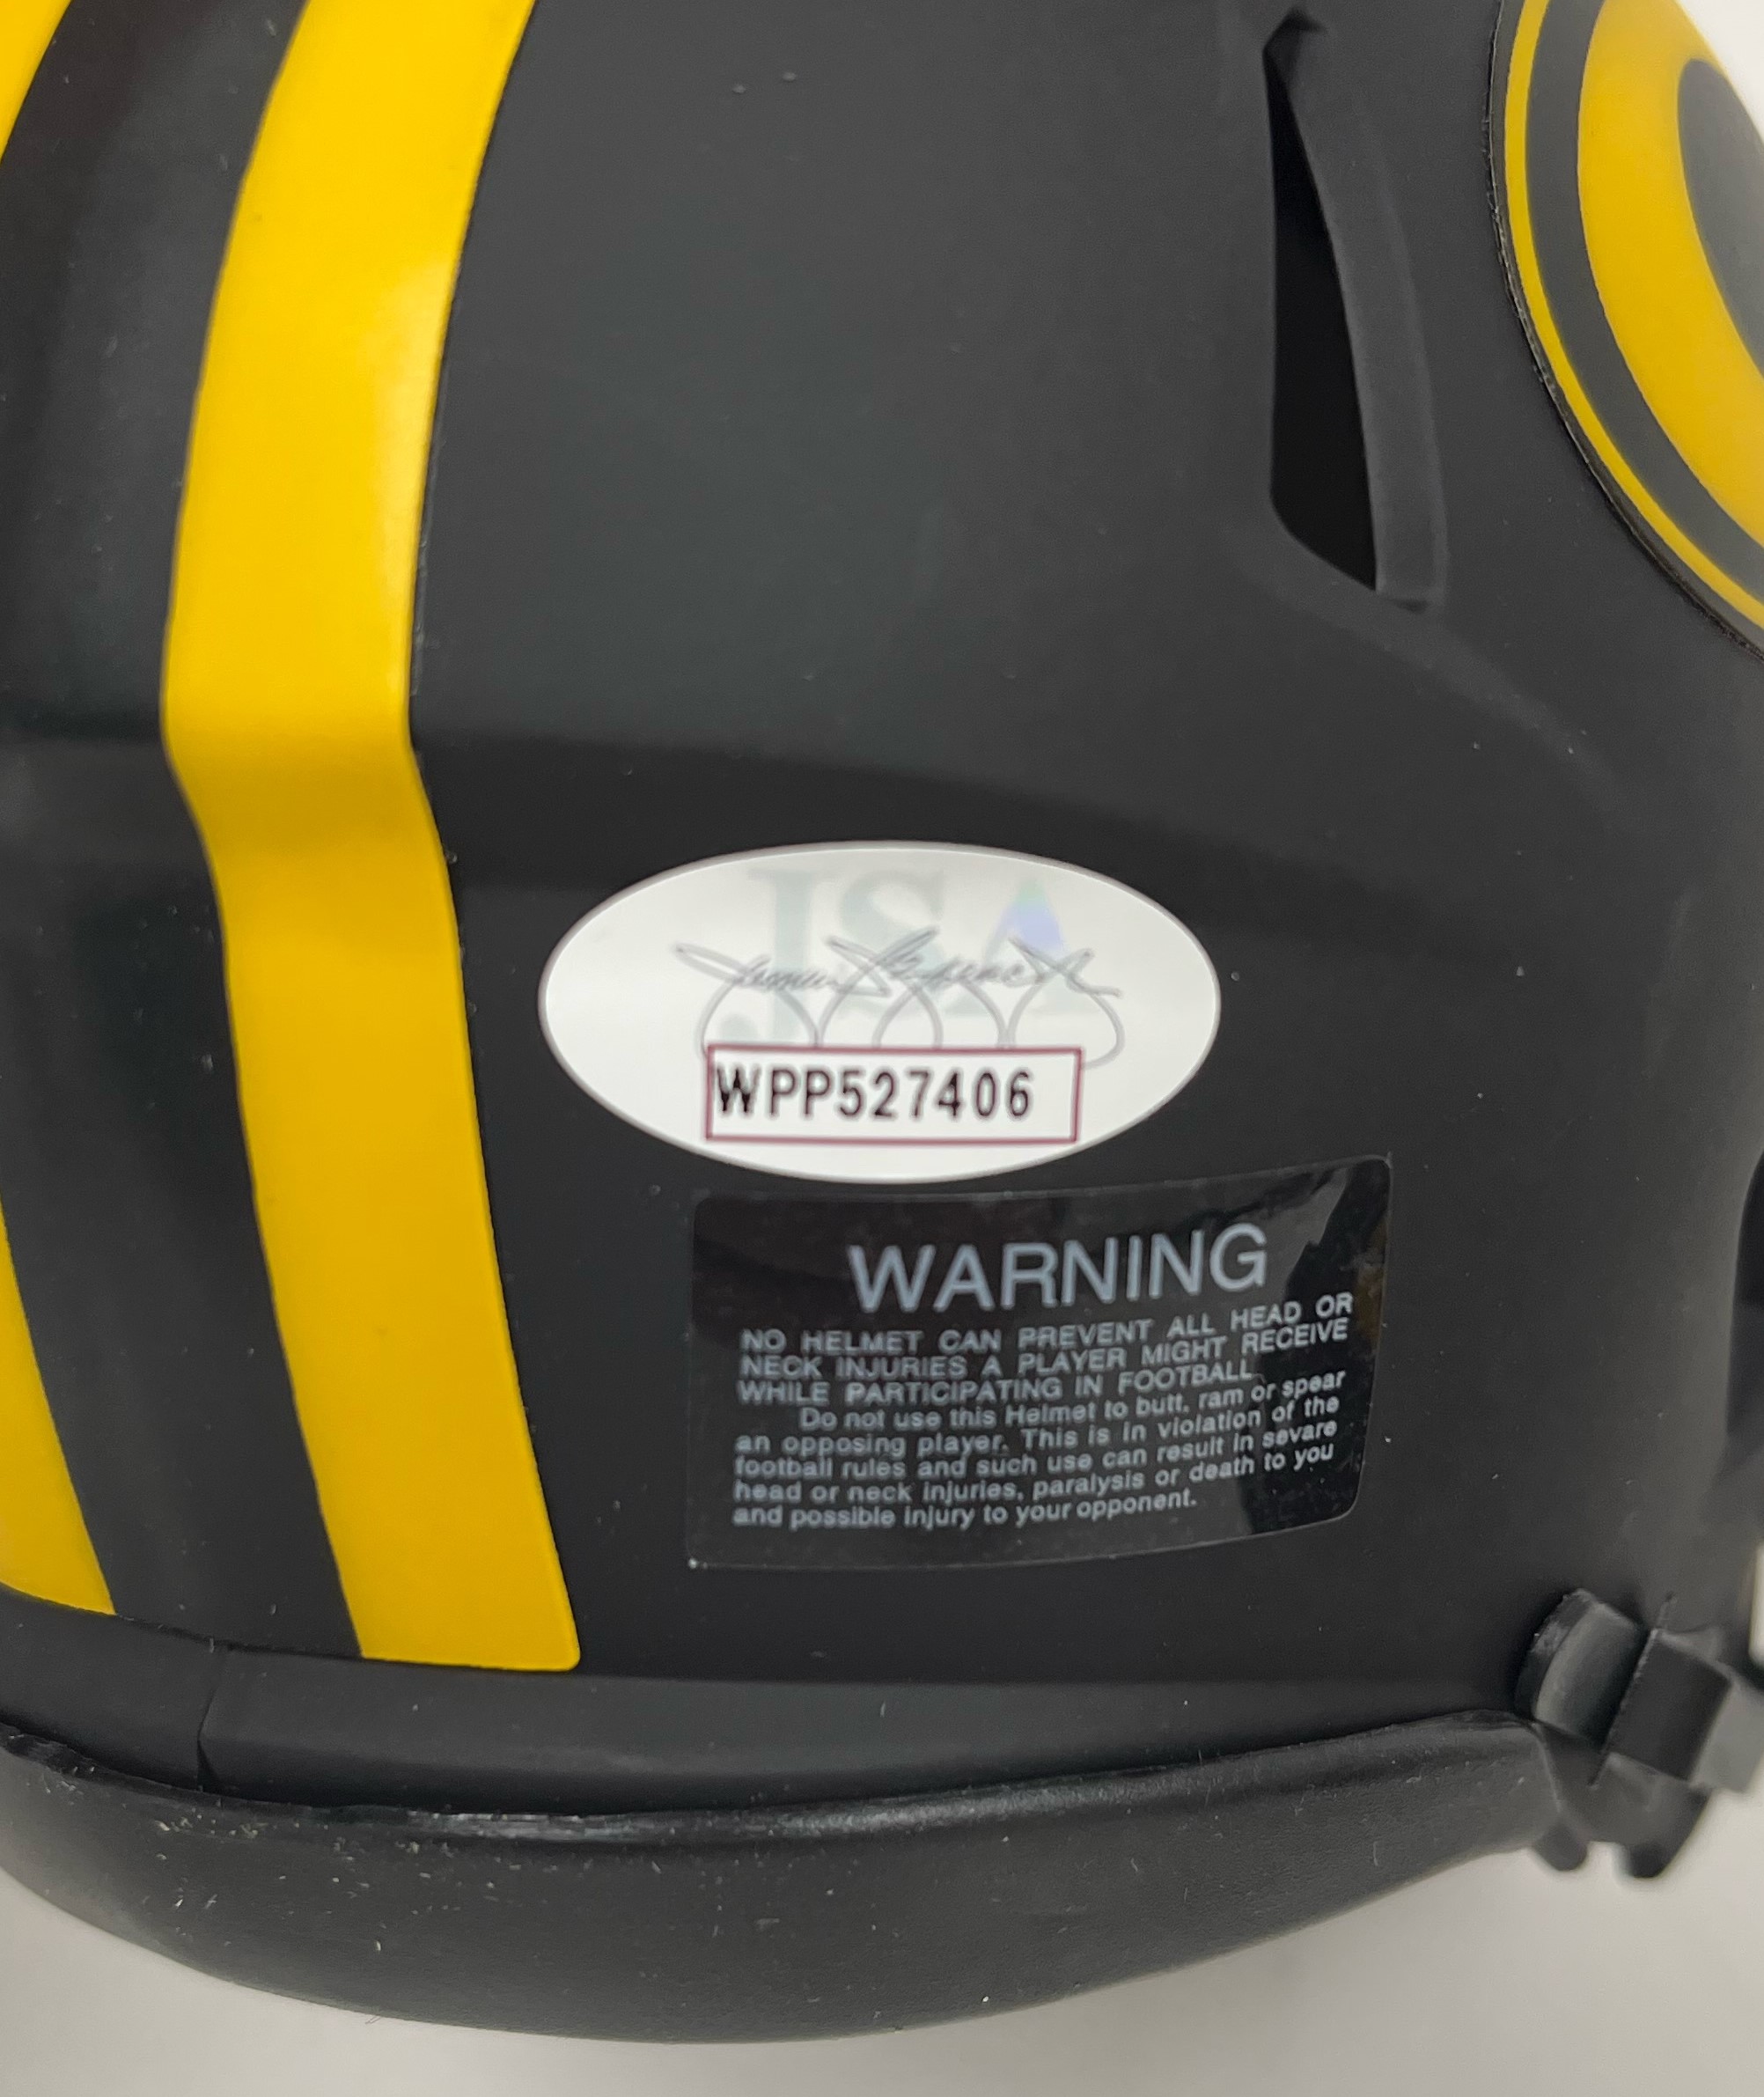 JSA
WPP527406
WARNING
NO HELMET CAN PREVENT ALL HEAD OR
NECK INJURIES A PLAYER MIGHT RECEIVE
WHILE PARTICIPATING IN FOOTBALL
Do not use this Helmet to butt, ram or spear
an opposing player. This is in violation of the
football rules and such use can result in sevare
head or neck injuries, paralysis or death to you
and possible injury to your opponent.